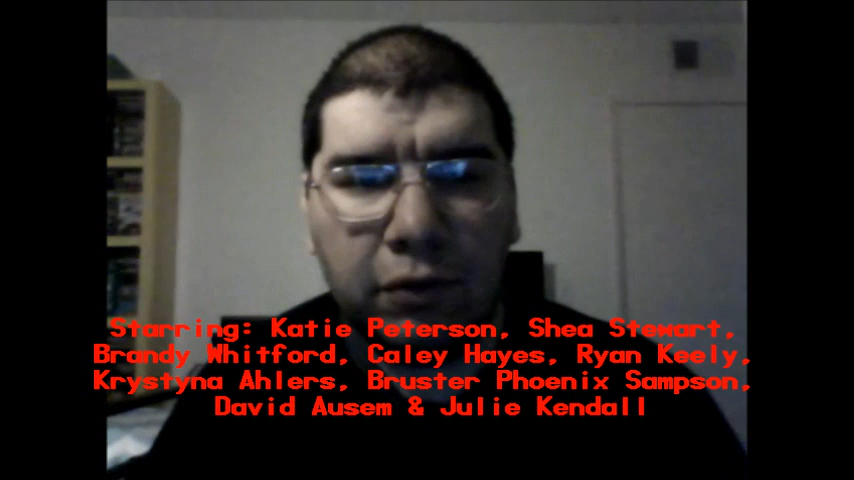 Starring: Katie Peterson, Shea Stewart,
Brandy Whitford, Caley Hayes, Ryan Keely,
Krystyna Ahlers, Bruster Phoenix Sampson,
David Ausem & Julie Kendall